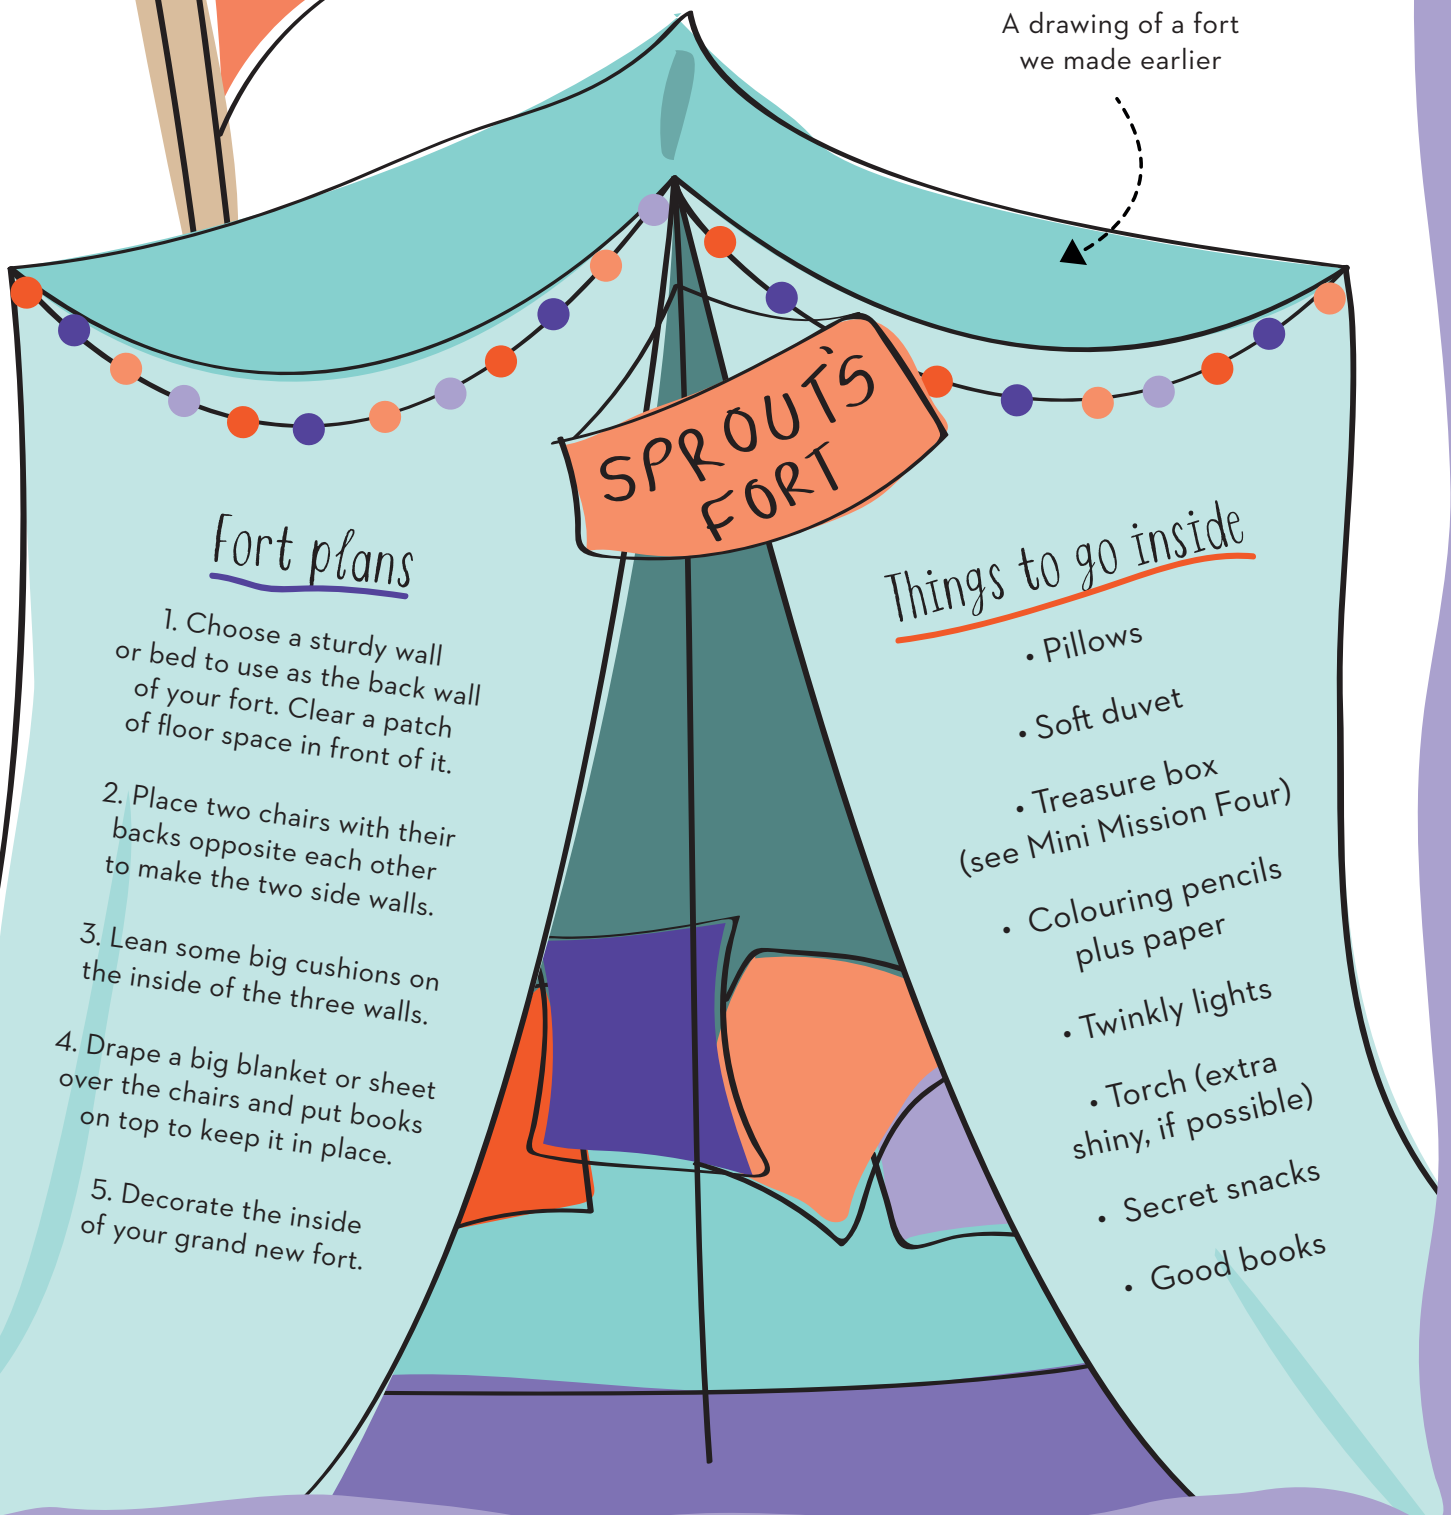 A drawing of a fort
we made earlier
SPROUT'S
FORT
Fort plans
1. Choose a sturdy wall
or bed to use as the back wall
of your fort. Clear a patch
of floor space in front of it.
2. Place two chairs with their
backs opposite each other
to make the two side walls.
3. Lean some big cushions on
the inside of the three walls.
4. Drape a big blanket or sheet
over the chairs and put books
on top to keep it in place.
5. Decorate the inside
of your grand new fort.
Things to go inside
• Pillows
• Soft duvet
• Treasure box
(see Mini Mission Four)
• Colouring pencils
plus paper
• Twinkly lights
• Torch (extra
shiny, if possible)
• Secret snacks
• Good books